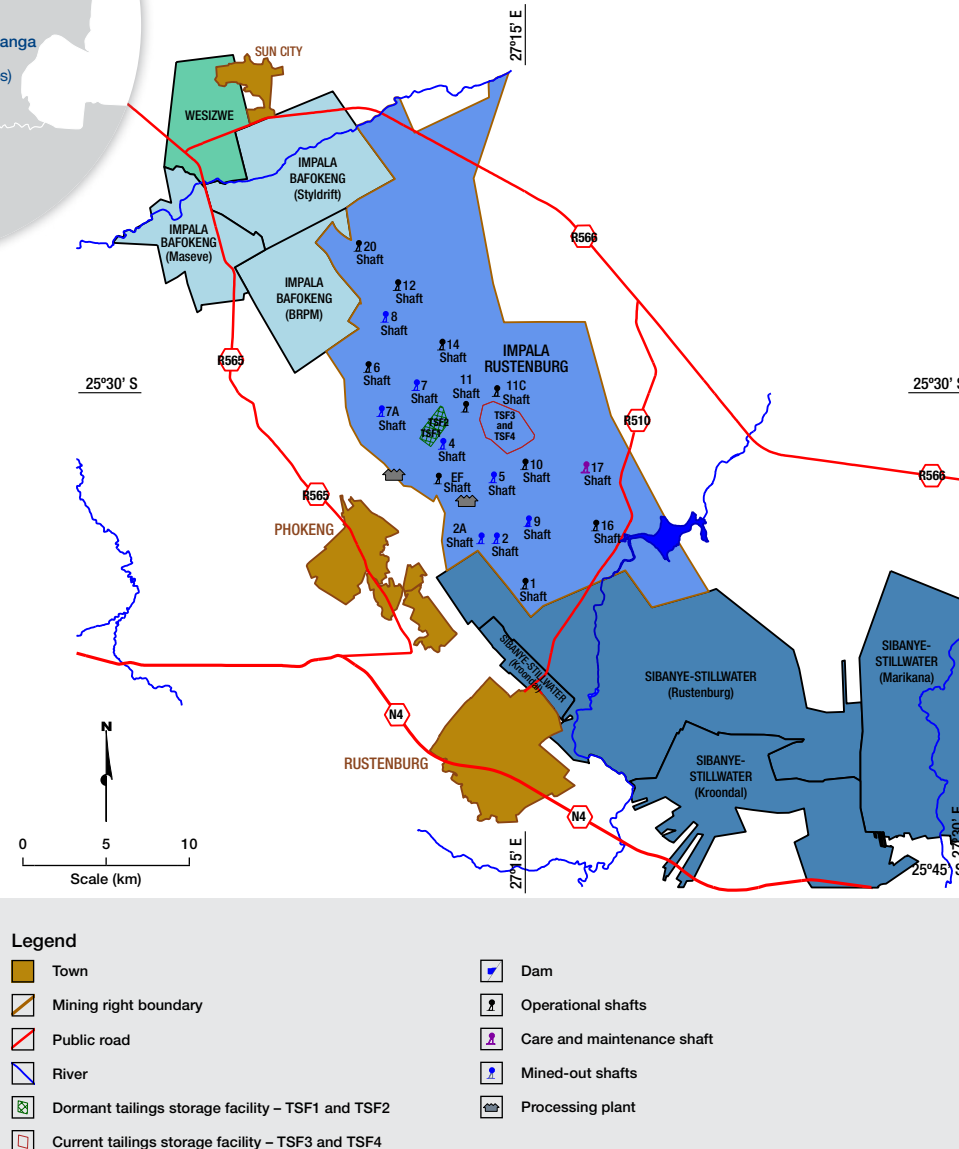 anga
s)
27°15' E
SUN CITY
WESIZWE
IMPALA
BAFOKENG
(Styldrift)
IMPALA
BAFOKENG
(Maseve)
R566
20
Shaft
IMPALA
BAFOKENG
(BRPM)
12
Shaft
8
Shaft
14
Shaft
IMPALA
RUSTENBURG
R565
6
Shaft
7
Shaft
11
Shaft
11C
Shaft
25°30' S
25°30' S
7A
Shaft
TSF2
TSF1
TSF3
and
TSF4
R510
4
Shaft
10
Shaft
17
Shaft
R566
EF
Shaft
5
Shaft
R565
PHOKENG
2A
Shaft
2
Shaft
9
Shaft
16
Shaft
1
Shaft
SIBANYE-STILLWATER
(Kroondal)
SIBANYE-STILLWATER
(Rustenburg)
SIBANYE-
STILLWATER
(Marikana)
N4
N
RUSTENBURG
SIBANYE-
STILLWATER
(Kroondal)
N4
0 5 10
Scale (km)
27°15' E
27°30' E
25°45' S
Legend
Town
Mining right boundary
Public road
River
Dormant tailings storage facility – TSF1 and TSF2
Current tailings storage facility – TSF3 and TSF4
Dam
Operational shafts
Care and maintenance shaft
Mined-out shafts
Processing plant